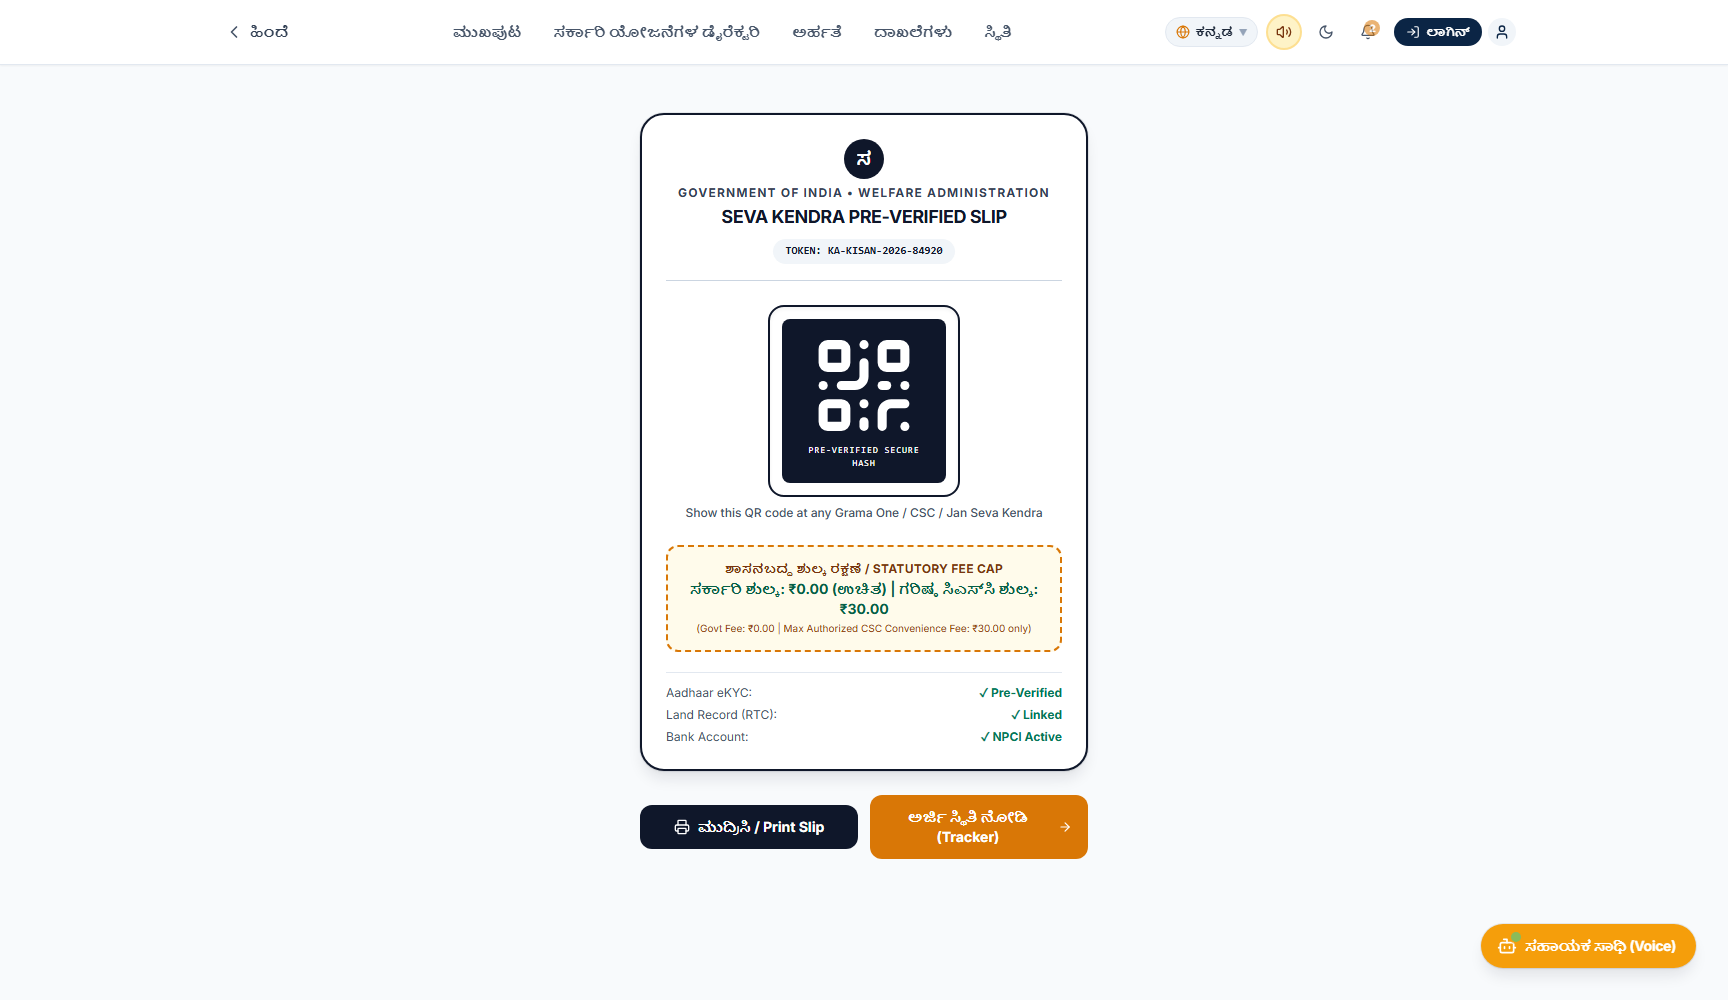 ಹಿಂದೆ
ಮುಖಪುಟ
ಸರ್ಕಾರಿ ಯೋಜನೆಗಳ ಡೈರೆಕ್ಟರಿ
ಅರ್ಹತೆ
ದಾಖಲೆಗಳು
ಸ್ಥಿತಿ
ಕನ್ನಡ ▼
ಲಾಗಿನ್
ಸ
GOVERNMENT OF INDIA • WELFARE ADMINISTRATION
SEVA KENDRA PRE-VERIFIED SLIP
TOKEN: KA-KISAN-2026-84920
PRE-VERIFIED SECURE
HASH
Show this QR code at any Grama One / CSC / Jan Seva Kendra
ಶಾಸನಬದ್ಧ ಶುಲ್ಕ ರಕ್ಷಣೆ / STATUTORY FEE CAP
ಸರ್ಕಾರಿ ಶುಲ್ಕ: ₹0.00 (ಉಚಿತ) | ಗರಿಷ್ಠ ಸಿಎಸ್‌ಸಿ ಶುಲ್ಕ:
₹30.00
(Govt Fee: ₹0.00 | Max Authorized CSC Convenience Fee: ₹30.00 only)
Aadhaar eKYC: ✓ Pre-Verified
Land Record (RTC): ✓ Linked
Bank Account: ✓ NPCI Active
ಮುದ್ರಿಸಿ / Print Slip
ಅರ್ಜಿ ಸ್ಥಿತಿ ನೋಡಿ
(Tracker)
ಸಹಾಯಕ ಸಾಥಿ (Voice)